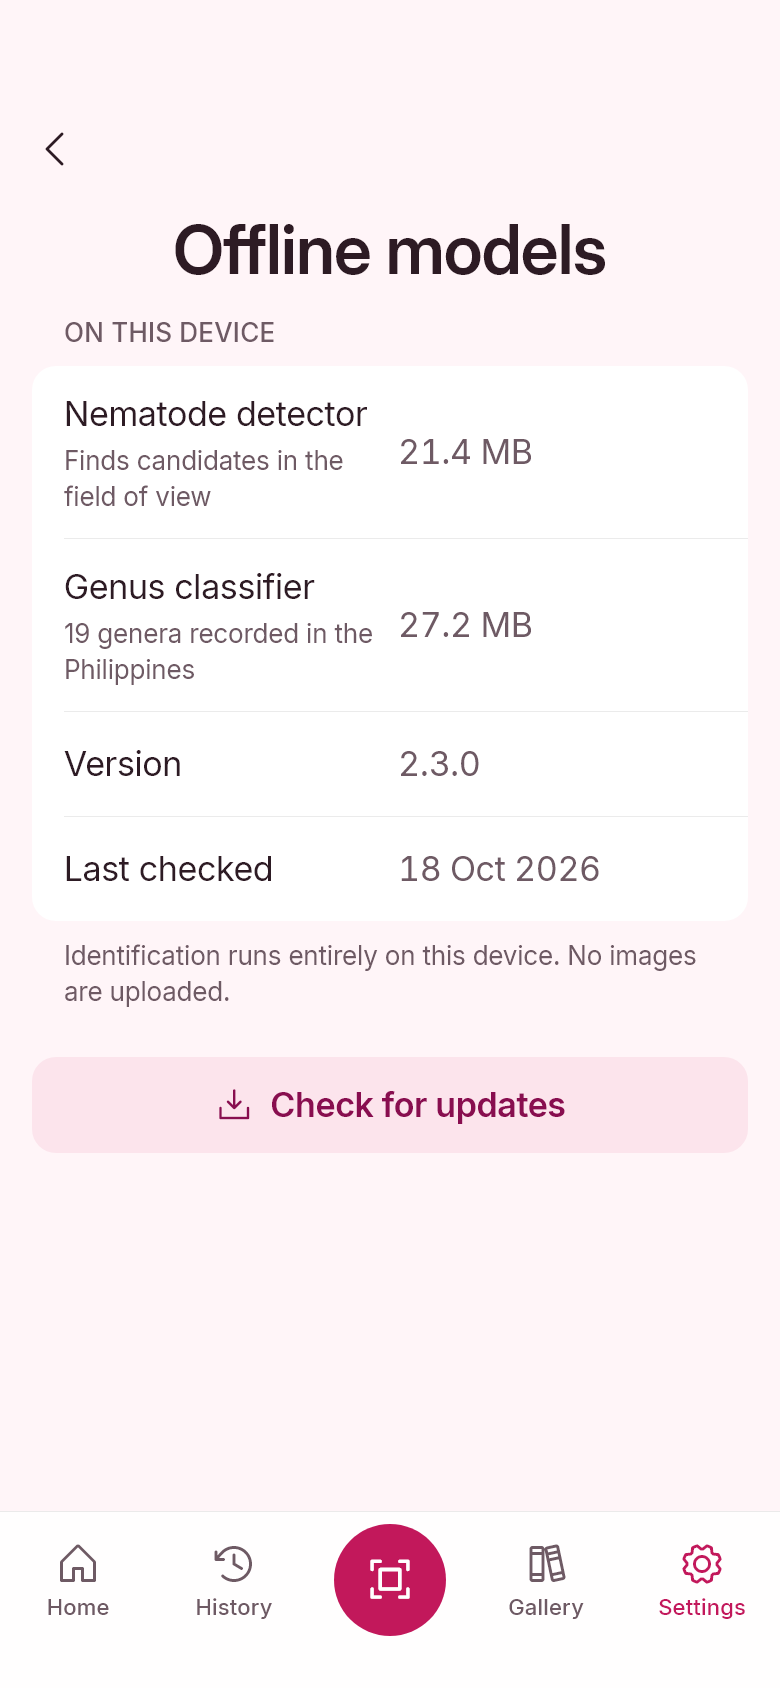 Offline models
ON THIS DEVICE
Nematode detector
Finds candidates in the
field of view
21.4 MB
Genus classifier
19 genera recorded in the
Philippines
27.2 MB
Version
2.3.0
Last checked
18 Oct 2026
Identification runs entirely on this device. No images
are uploaded.
Check for updates
Home
History
Gallery
Settings